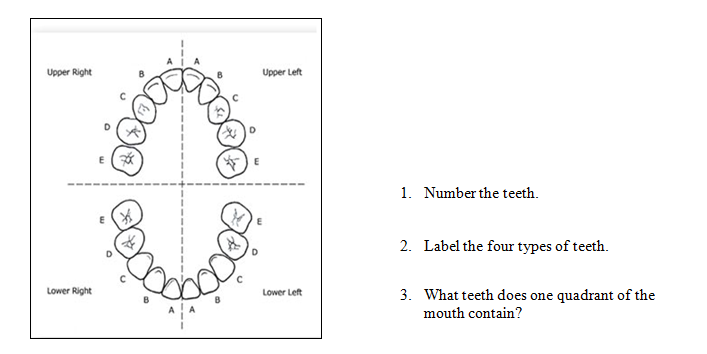 A A
Upper Right B B Upper Left
C C
D D
E E
E E
D D
C C
Lower Right B B Lower Left
A A
1. Number the teeth.
2. Label the four types of teeth.
3. What teeth does one quadrant of the
mouth contain?